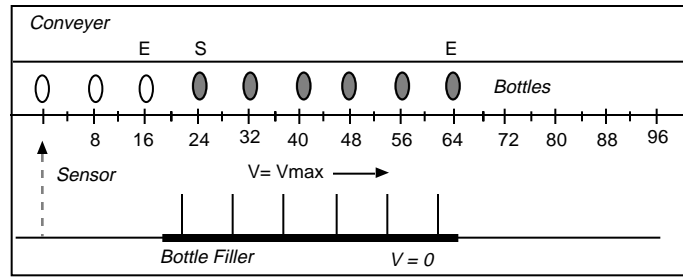 Conveyer
E S E
Bottles
8 16 24 32 40 48 56 64 72 80 88 96
Sensor
V= Vmax
Bottle Filler
V = 0